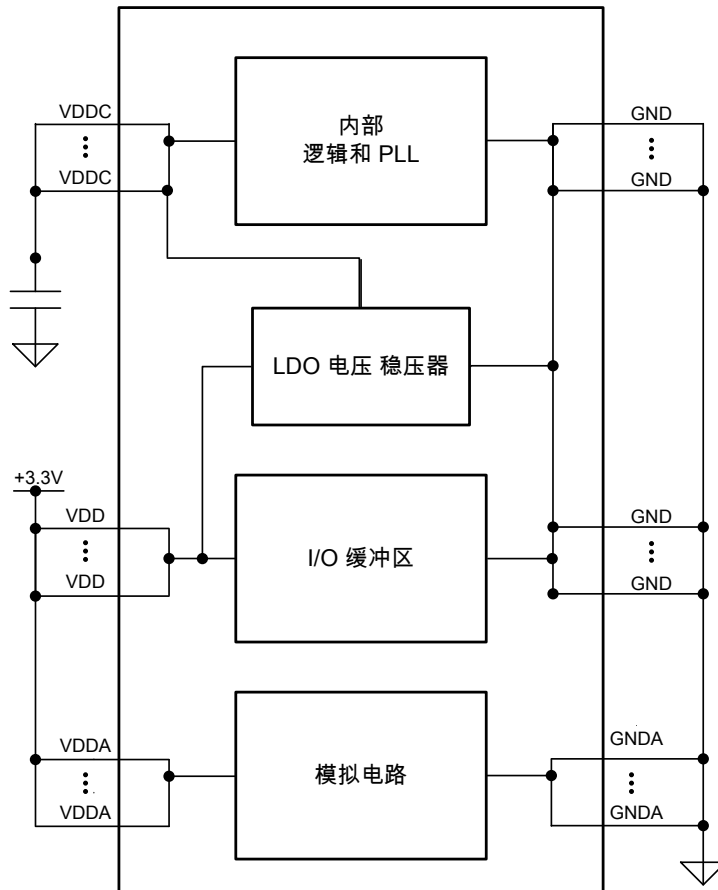 VDDC
VDDC
内部
逻辑和 PLL
GND
GND
LDO 电压 稳压器
+3.3V
VDD
VDD
I/O 缓冲区
GND
GND
VDDA
VDDA
模拟电路
GNDA
GNDA